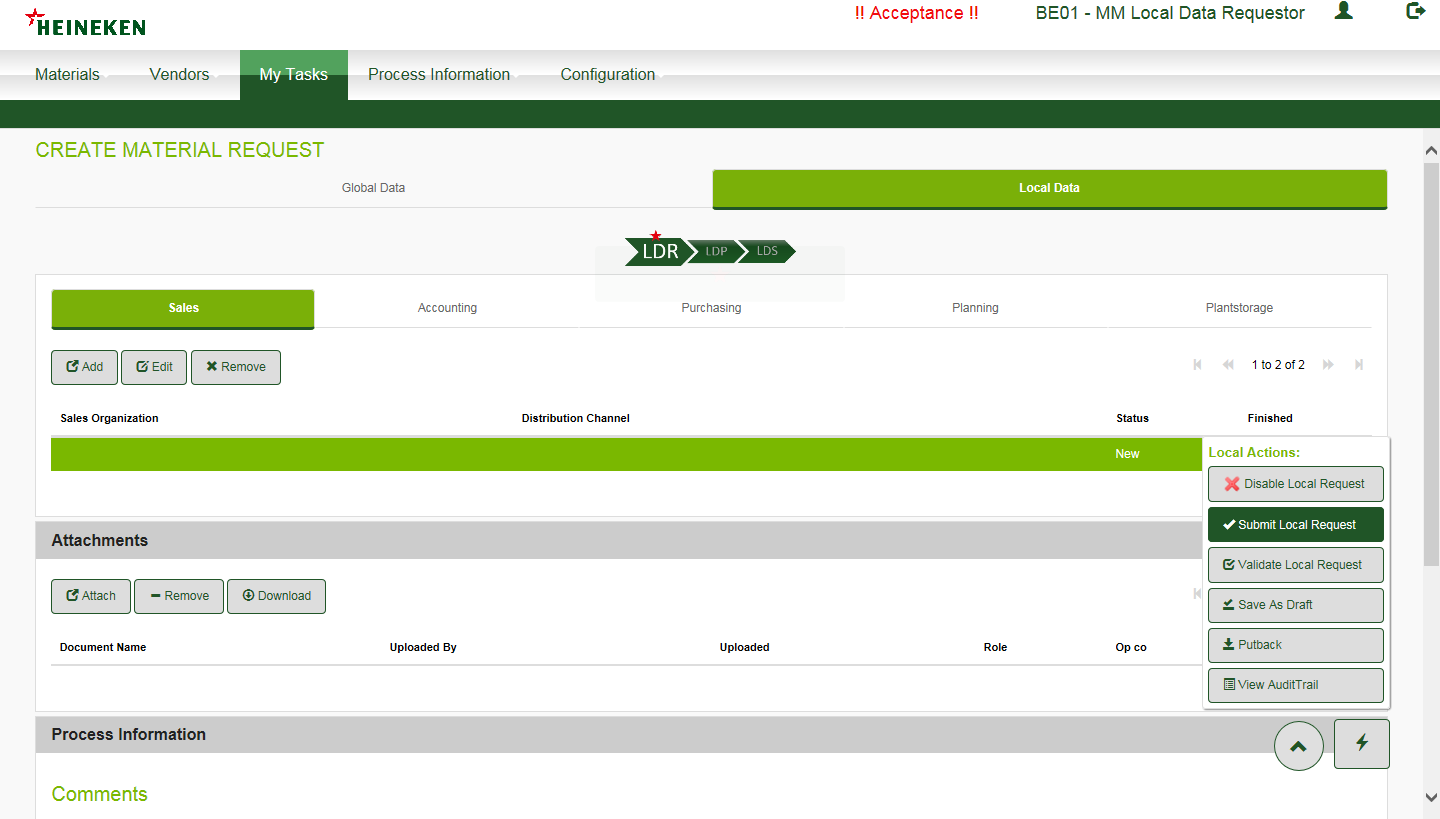 HEINEKEN
!! Acceptance !!
BE01 - MM Local Data Requestor
Materials
Vendors
My Tasks
Process Information
Configuration
CREATE MATERIAL REQUEST
Global Data
Local Data
LDR
LDP
LDS
Sales
Accounting
Purchasing
Planning
Plantstorage
Add
Edit
Remove
1 to 2 of 2
Sales Organization
Distribution Channel
Status
Finished
New
Local Actions:
Disable Local Request
Submit Local Request
Validate Local Request
Save As Draft
Putback
View AuditTrail
Attachments
Attach
Remove
Download
Document Name
Uploaded By
Uploaded
Role
Op co
Process Information
Comments